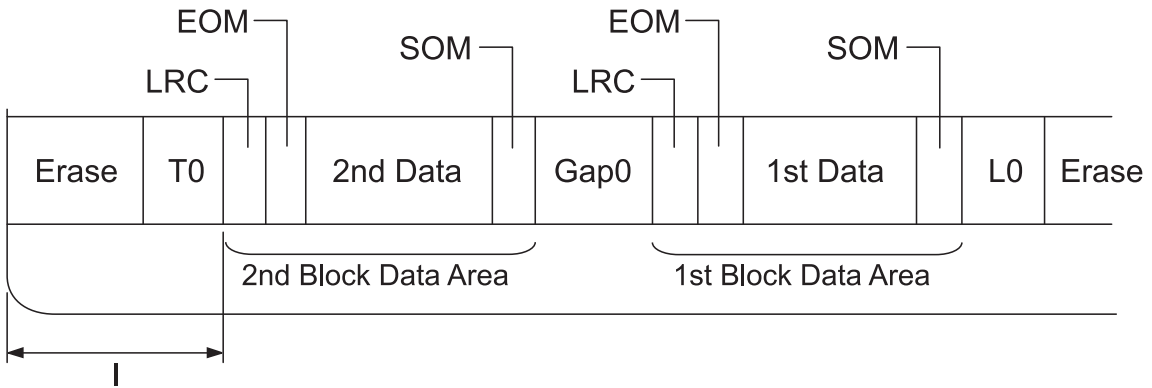 EOM
EOM
SOM
SOM
LRC
LRC
Erase
T0
2nd Data
Gap0
1st Data
L0
Erase
2nd Block Data Area
1st Block Data Area